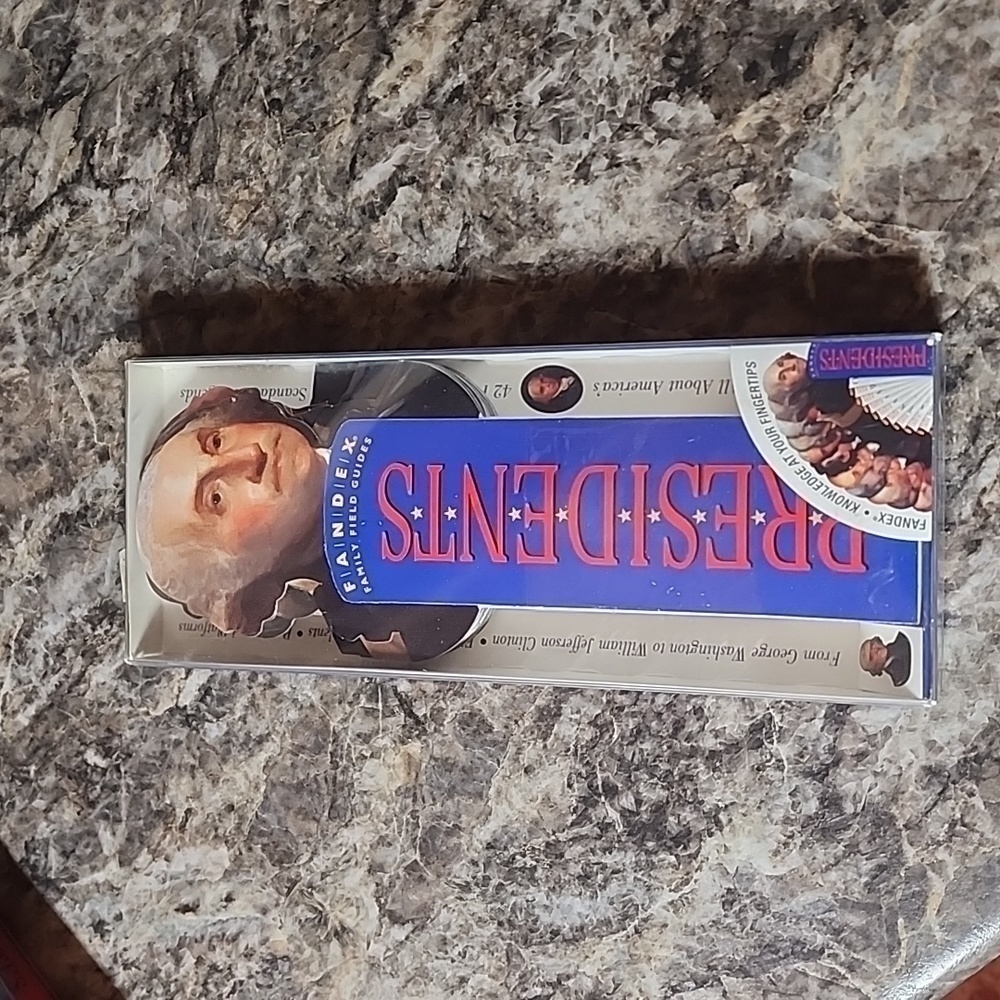 F|A|N|D|E|X®
FAMILY FIELD GUIDES
PRESIDENTS
FANDEX® • KNOWLEDGE AT YOUR FINGERTIPS
PRESIDENTS
From George Washington to William Jefferson Clinton •
Platforms
All About America's
42